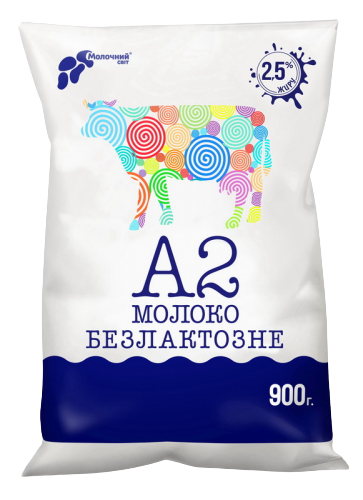 Молочний®
світ
2,5%
ЖИРУ
А2
МОЛОКО
БЕЗЛАКТОЗНЕ
900г.